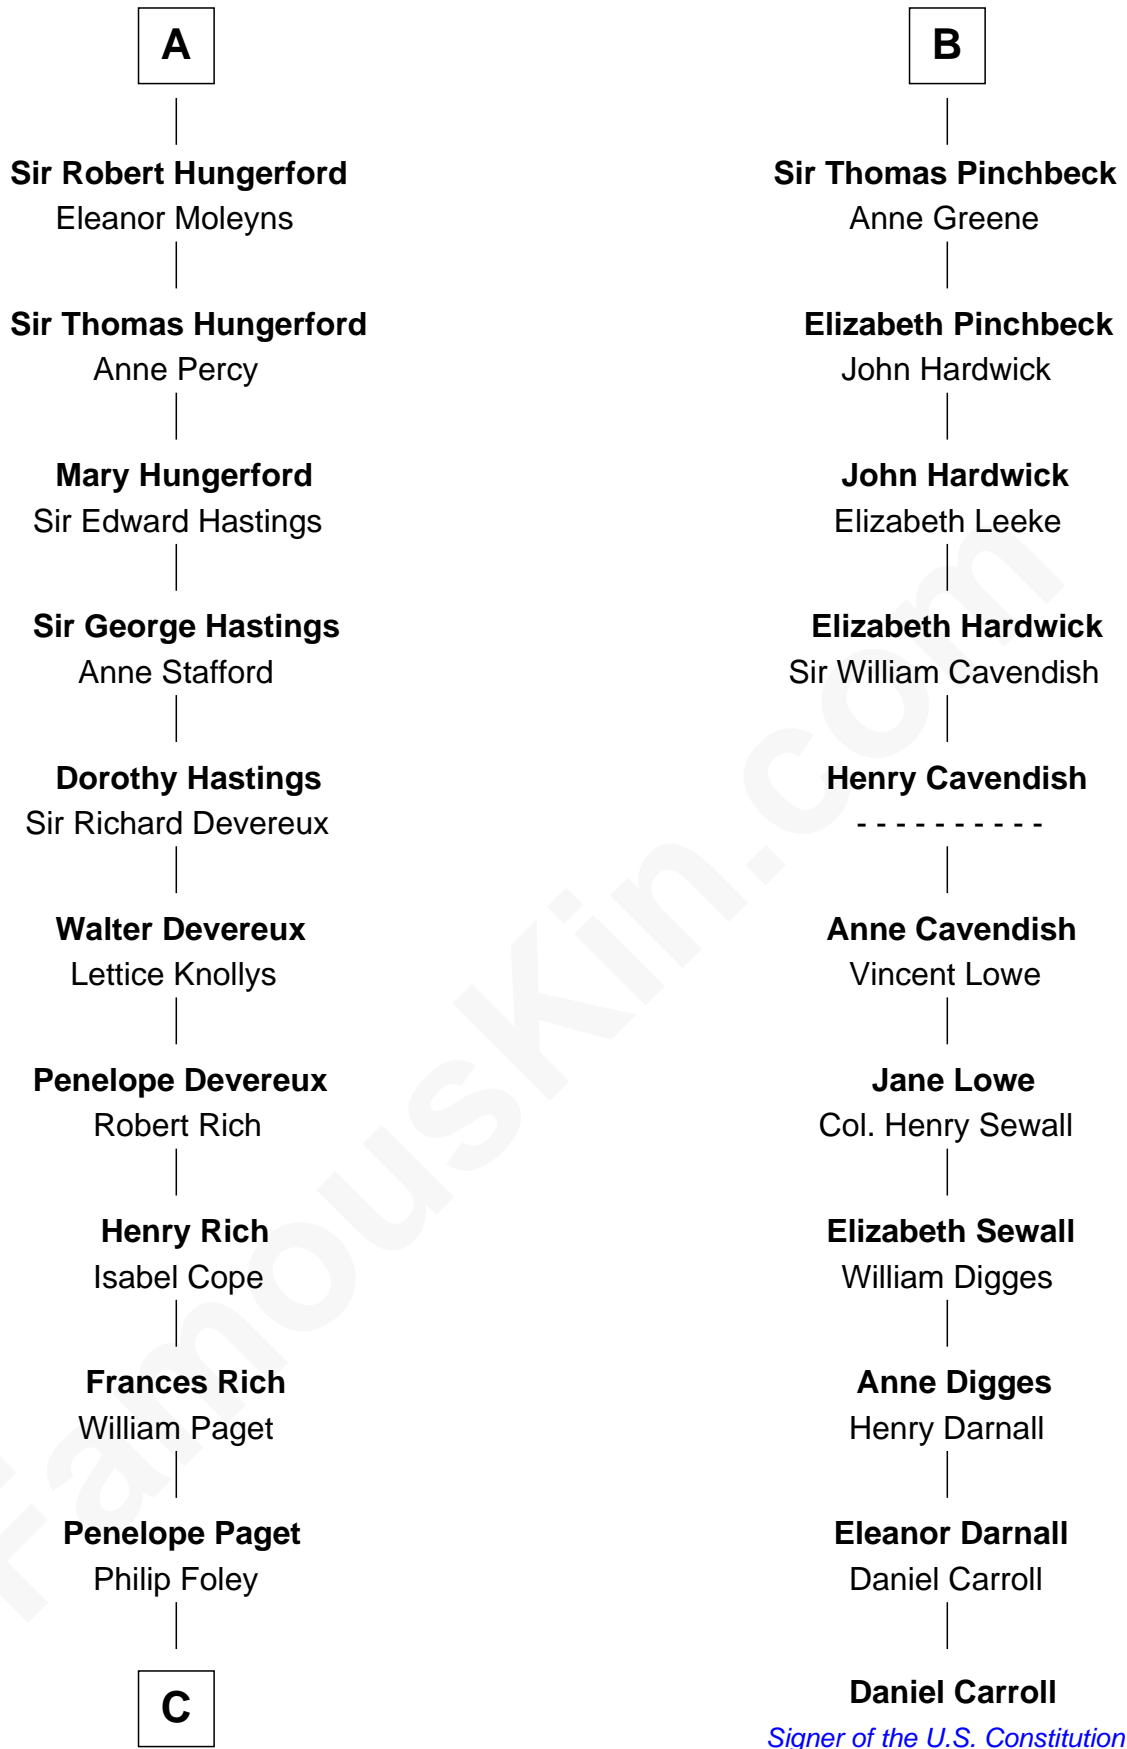 A
Sir Robert Hungerford
Eleanor Moleyns
Sir Thomas Hungerford
Anne Percy
Mary Hungerford
Sir Edward Hastings
Sir George Hastings
Anne Stafford
Dorothy Hastings
Sir Richard Devereux
Walter Devereux
Lettice Knollys
Penelope Devereux
Robert Rich
Henry Rich
Isabel Cope
Frances Rich
William Paget
Penelope Paget
Philip Foley
C
B
Sir Thomas Pinchbeck
Anne Greene
Elizabeth Pinchbeck
John Hardwick
John Hardwick
Elizabeth Leeke
Elizabeth Hardwick
Sir William Cavendish
Henry Cavendish
- - - - - - - - - -
Anne Cavendish
Vincent Lowe
Jane Lowe
Col. Henry Sewall
Elizabeth Sewall
William Digges
Anne Digges
Henry Darnall
Eleanor Darnall
Daniel Carroll
Daniel Carroll
Signer of the U.S. Constitution
FamousKin.com